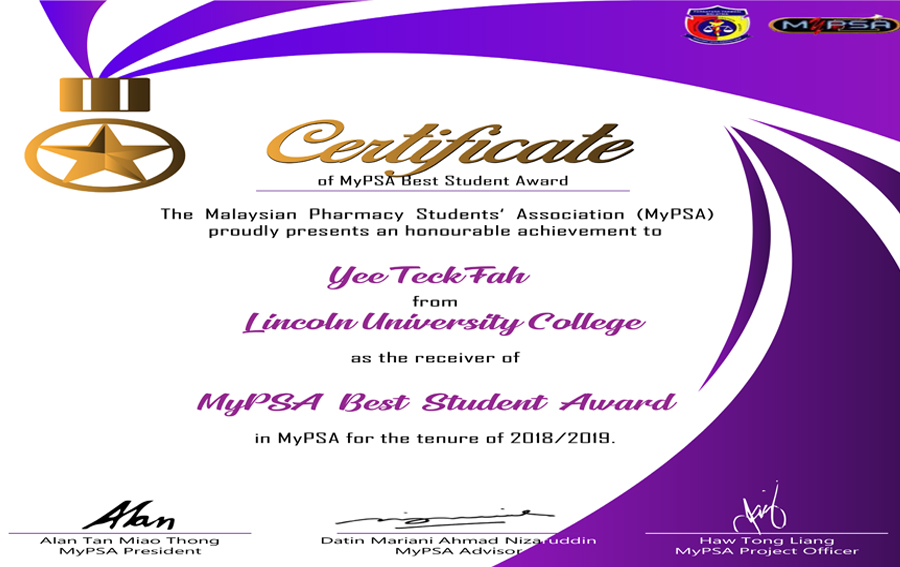 MyPSA
Certificate
of MyPSA Best Student Award
The Malaysian Pharmacy Students' Association (MyPSA)
proudly presents an honourable achievement to
Yee Teck Fah
from
Lincoln University College
as the receiver of
MyPSA Best Student Award
in MyPSA for the tenure of 2018/2019.
Alan
Alan Tan Miao Thong
MyPSA President
Datin Mariani Ahmad Nizaruddin
MyPSA Advisor
Haw Tong Liang
MyPSA Project Officer